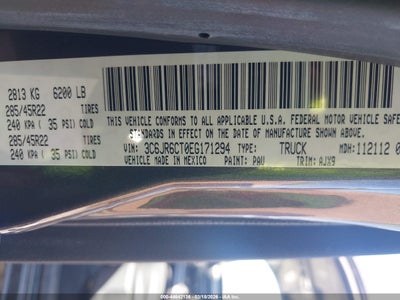 2813 KG 6200 LB
285/45R22 TIRES
240 KPA ( 35 PSI) COLD
285/45R22 TIRES
240 KPA ( 35 PSI) COLD
THIS VEHICLE CONFORMS TO ALL APPLICABLE U.S.A. FEDERAL MOTOR VEHICLE SAFE
STANDARDS IN EFFECT ON THE DATE OF MANUFACTURE SHOWN ABOVE.
VIN: 3C6JR6CT0EG171294 TYPE: TRUCK MDH: 112112 0
VEHICLE MADE IN MEXICO PAINT: PAU TRIM: AJX9